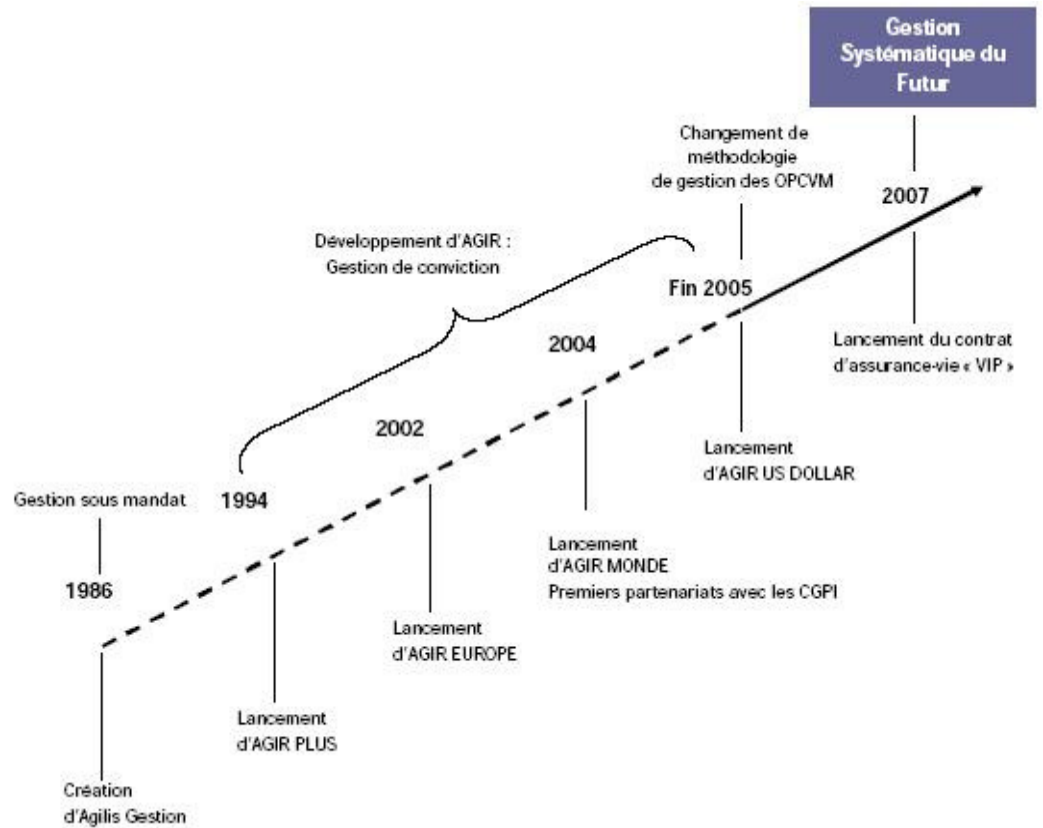 Gestion
Systématique du
Futur
Changement de
méthodologie
de gestion des OPCVM
2007
Développement d'AGIR :
Gestion de conviction
Fin 2005
Lancement du contrat
d'assurance-vie « VIP »
2004
2002
Lancement
d'AGIR US DOLLAR
Gestion sous mandat
1994
Lancement
d'AGIR MONDE
Premiers partenariats avec les CGPI
1986
Lancement
d'AGIR EUROPE
Lancement
d'AGIR PLUS
Création
d'Agilis Gestion